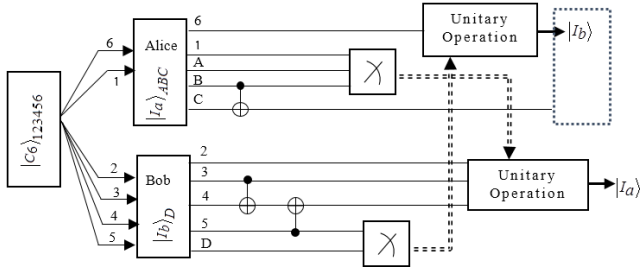 |C6⟩123456
6
1
2
3
4
5
Alice
|Ia⟩ABC
6
1
A
B
C
Unitary
Operation
|Ib⟩
Bob
|Ib⟩D
2
3
4
5
D
Unitary
Operation
|Ia⟩